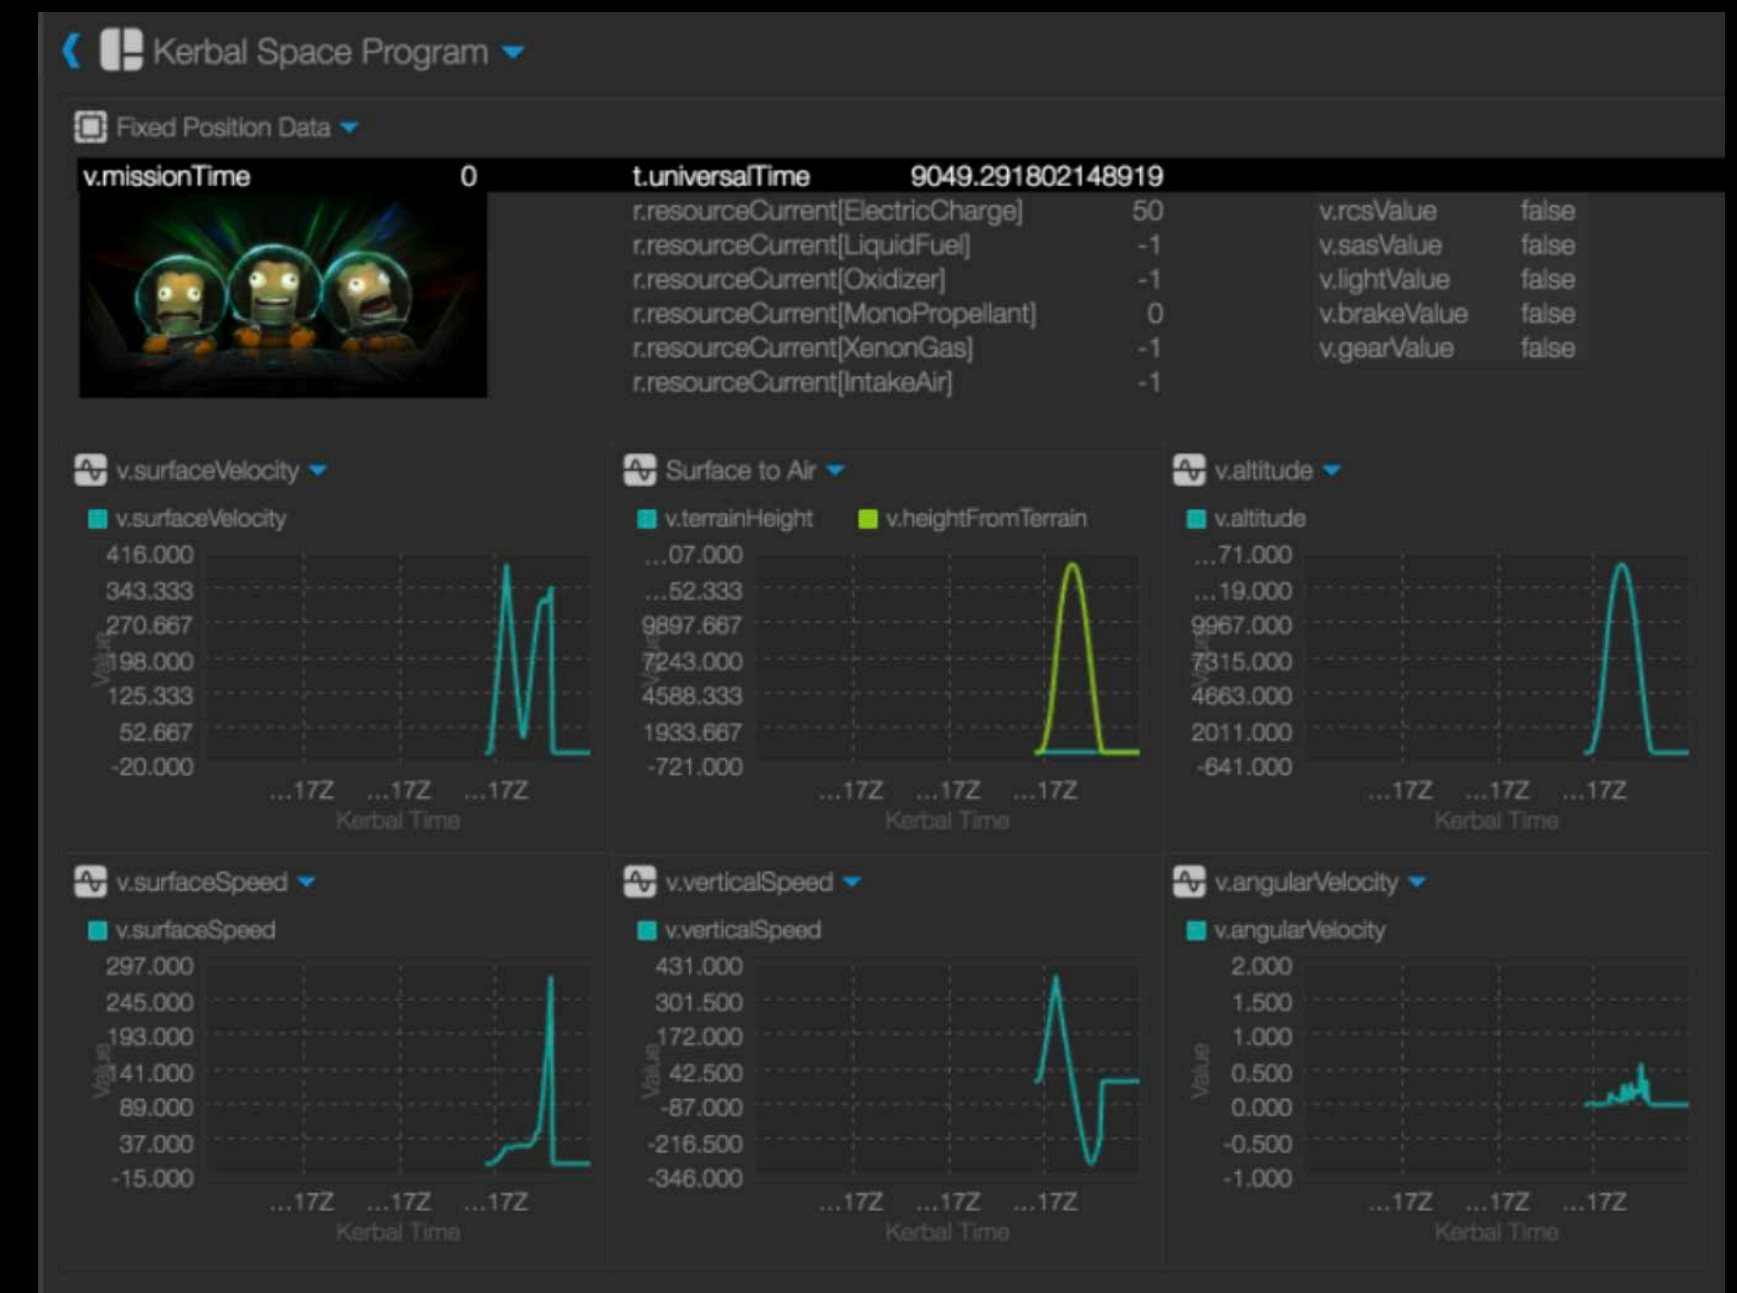 Kerbal Space Program
Fixed Position Data
v.missionTime 0 t.universalTime 9049.291802148919
r.resourceCurrent[ElectricCharge] 50 v.rcsValue false
r.resourceCurrent[LiquidFuel] -1 v.sasValue false
r.resourceCurrent[Oxidizer] -1 v.lightValue false
r.resourceCurrent[MonoPropellant] 0 v.brakeValue false
r.resourceCurrent[XenonGas] -1 v.gearValue false
r.resourceCurrent[IntakeAir] -1
v.surfaceVelocity
v.surfaceVelocity
416.000
343.333
270.667
198.000
125.333
52.667
-20.000
Value
...17Z ...17Z ...17Z
Kerbal Time
Surface to Air
v.terrainHeight v.heightFromTerrain
...07.000
...52.333
9897.667
7243.000
4588.333
1933.667
-721.000
Value
...17Z ...17Z ...17Z
Kerbal Time
v.altitude
v.altitude
...71.000
...19.000
9967.000
7315.000
4663.000
2011.000
-641.000
Value
...17Z ...17Z ...17Z
Kerbal Time
v.surfaceSpeed
v.surfaceSpeed
297.000
245.000
193.000
141.000
89.000
37.000
-15.000
Value
...17Z ...17Z ...17Z
Kerbal Time
v.verticalSpeed
v.verticalSpeed
431.000
301.500
172.000
42.500
-87.000
-216.500
-346.000
Value
...17Z ...17Z ...17Z
Kerbal Time
v.angularVelocity
v.angularVelocity
2.000
1.500
1.000
0.500
0.000
-0.500
-1.000
Value
...17Z ...17Z ...17Z
Kerbal Time